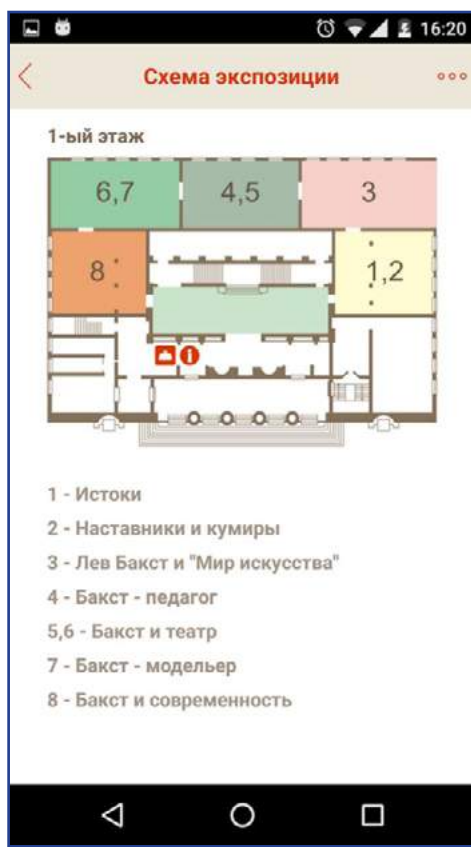 16:20
Схема экспозиции
1-ый этаж
6,7
4,5
3
8
1,2
i
1 - Истоки
2 - Наставники и кумиры
3 - Лев Бакст и "Мир искусства"
4 - Бакст - педагог
5,6 - Бакст и театр
7 - Бакст - модельер
8 - Бакст и современность